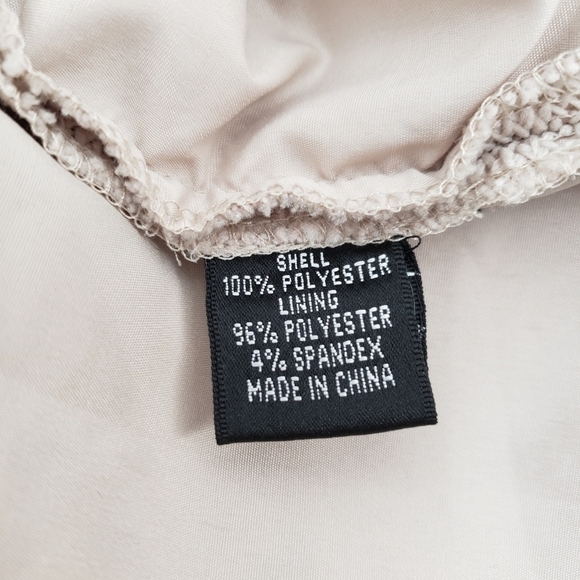 SHELL
100% POLYESTER
LINING
96% POLYESTER
4% SPANDEX
MADE IN CHINA